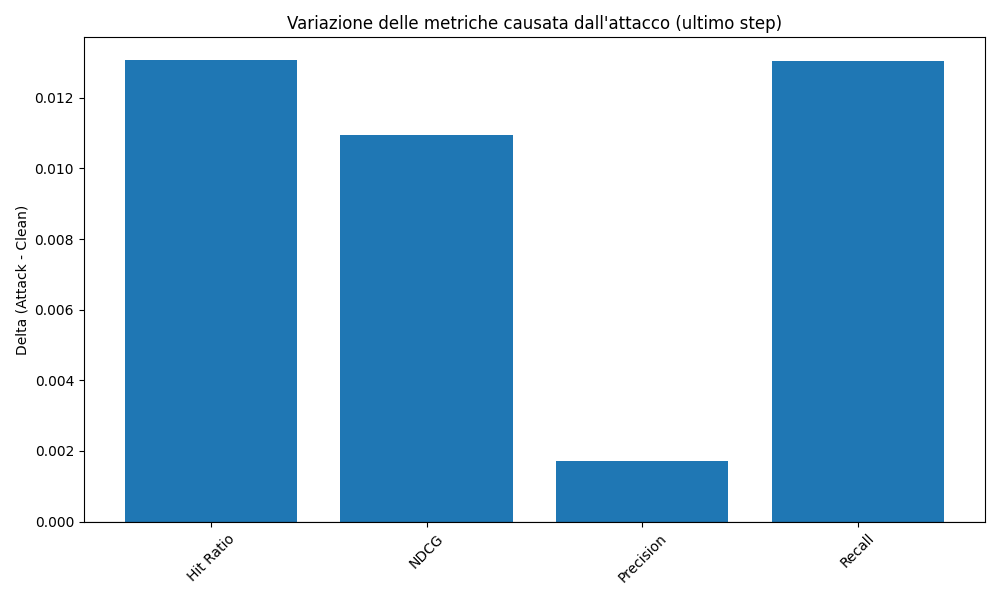 Variazione delle metriche causata dall'attacco (ultimo step)
Delta (Attack - Clean)
0.012
0.010
0.008
0.006
0.004
0.002
0.000
Hit Ratio
NDCG
Precision
Recall